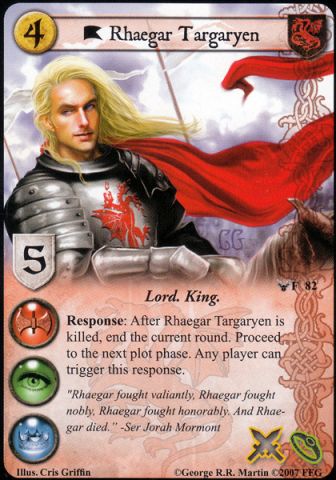 4
Rhaegar Targaryen
CG
5
F 82
Lord. King.
Response: After Rhaegar Targaryen is
killed, end the current round. Proceed
to the next plot phase. Any player can
trigger this response.
"Rhaegar fought valiantly, Rhaegar fought
nobly, Rhaegar fought honorably. And Rhae-
gar died." -Ser Jorah Mormont
Illus. Cris Griffin
©George R.R. Martin ©2007 FFG